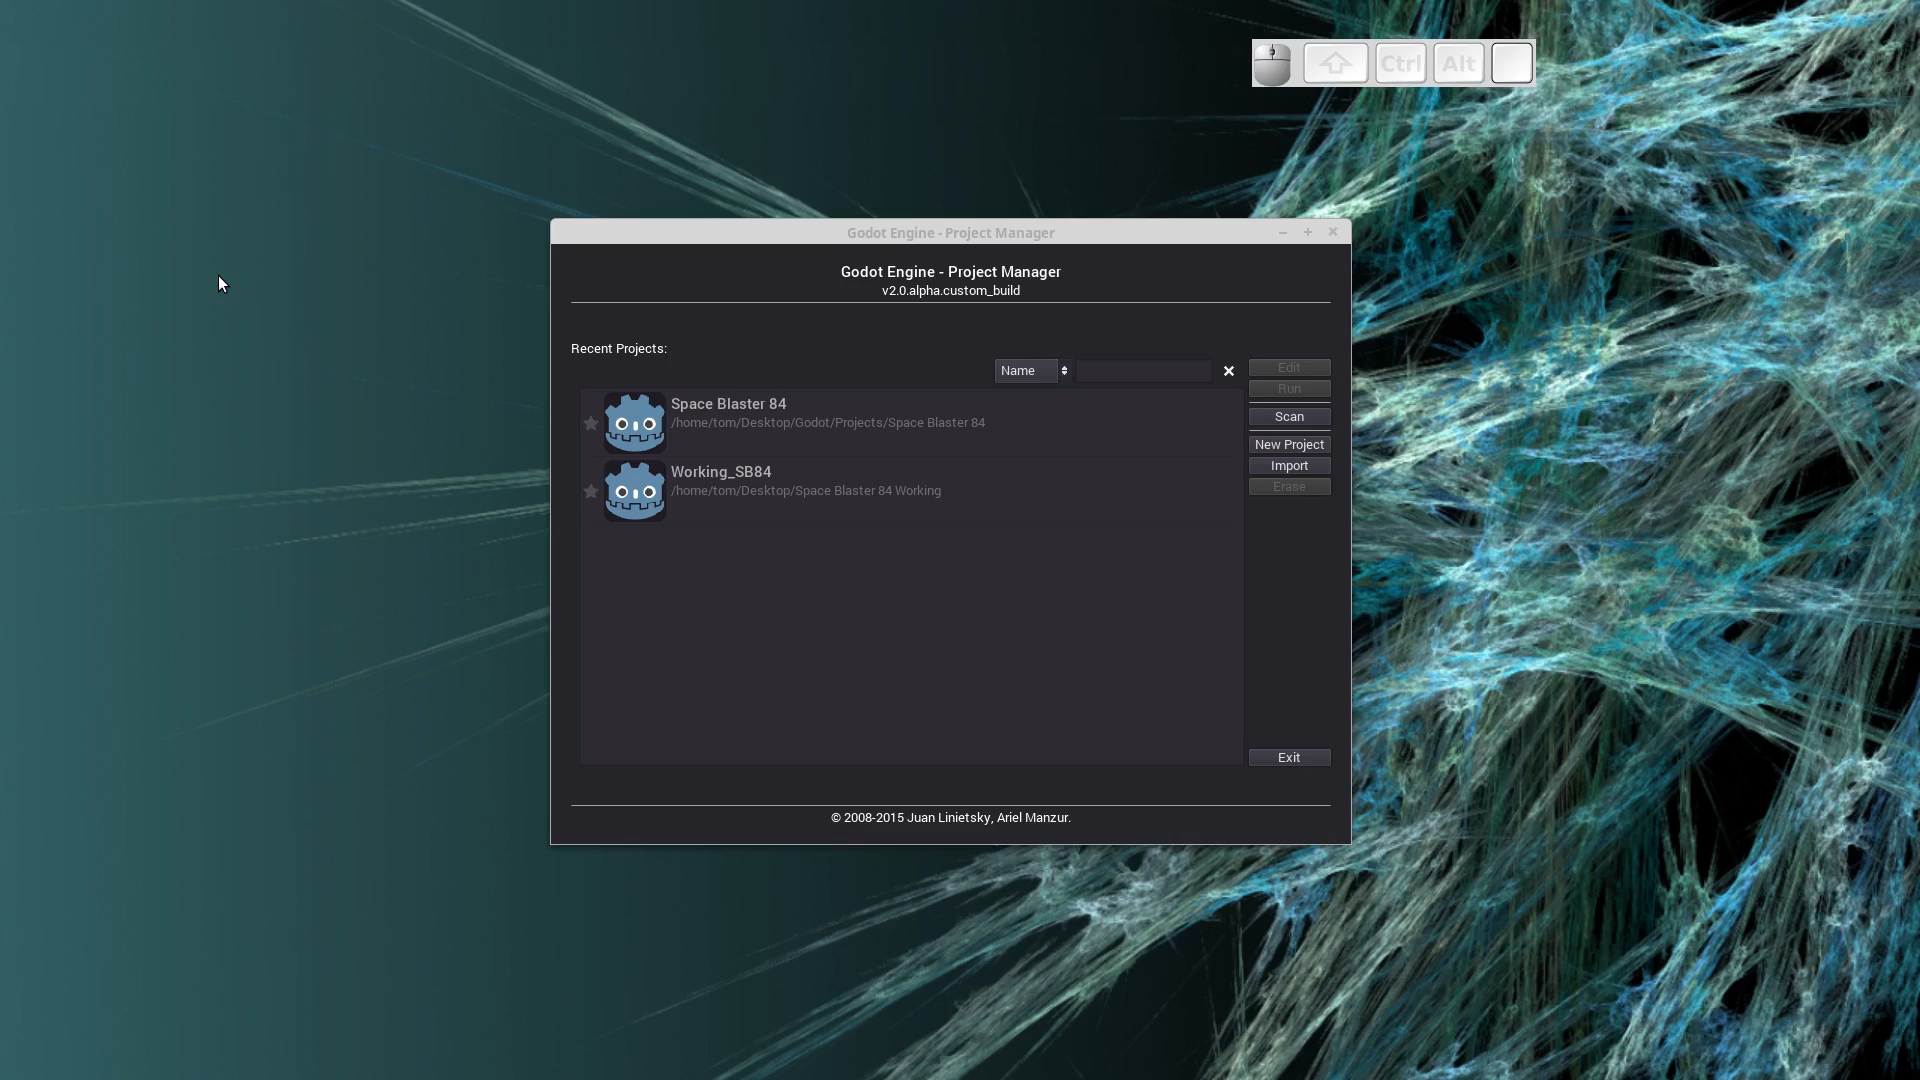 Ctrl Alt
Godot Engine - Project Manager
Godot Engine - Project Manager
v2.0.alpha.custom_build
Recent Projects:
Name
Edit
Run
Space Blaster 84
/home/tom/Desktop/Godot/Projects/Space Blaster 84
Scan
New Project
Import
Erase
Working_SB84
/home/tom/Desktop/Space Blaster 84 Working
Exit
© 2008-2015 Juan Linietsky, Ariel Manzur.